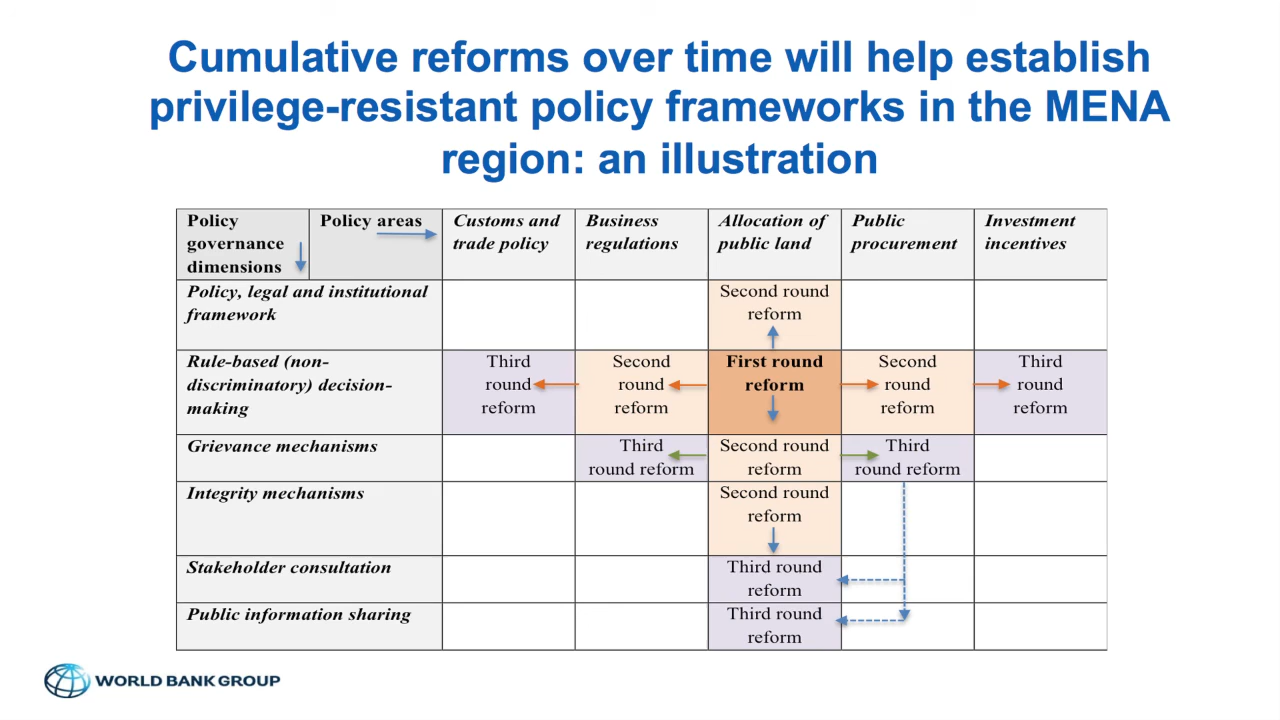 Cumulative reforms over time will help establish
privilege-resistant policy frameworks in the MENA
region: an illustration
Policy
governance
dimensions
Policy areas
Customs and
trade policy
Business
regulations
Allocation of
public land
Public
procurement
Investment
incentives
Policy, legal and institutional
framework
Second round
reform
Rule-based (non-
discriminatory) decision-
making
Third
round
reform
Second
round
reform
First round
reform
Second
round
reform
Third
round
reform
Grievance mechanisms
Third
round reform
Second round
reform
Third
round reform
Integrity mechanisms
Second round
reform
Stakeholder consultation
Third round
reform
Public information sharing
Third round
reform
WORLD BANK GROUP